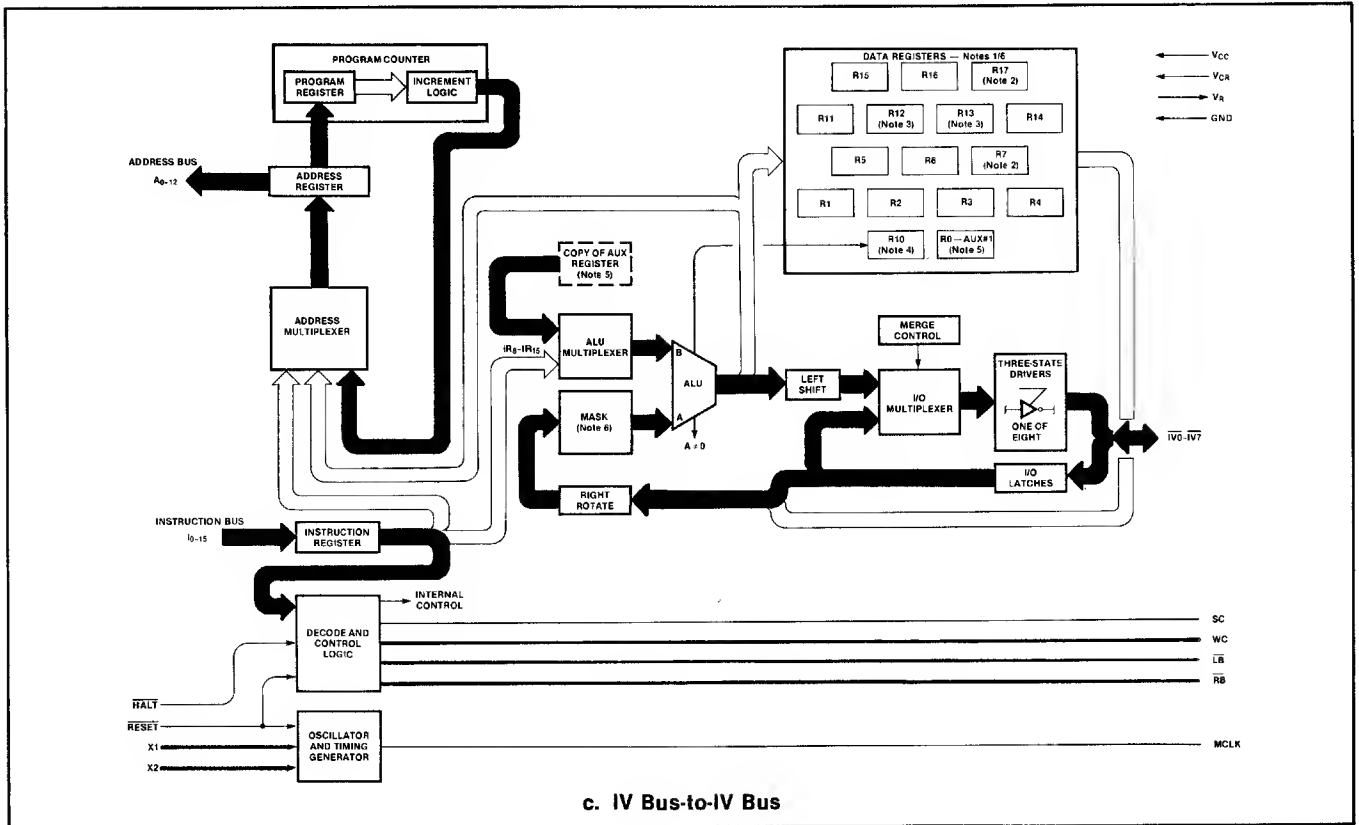 PROGRAM COUNTER
PROGRAM
REGISTER
INCREMENT
LOGIC
ADDRESS BUS
A0-12
ADDRESS
REGISTER
ADDRESS
MULTIPLEXER
INSTRUCTION BUS
I0-15
INSTRUCTION
REGISTER
DECODE AND
CONTROL
LOGIC
INTERNAL
CONTROL
HALT
RESET
X1
X2
OSCILLATOR
AND TIMING
GENERATOR
COPY OF AUX
REGISTER
(Note 5)
IR8-IR15
ALU
MULTIPLEXER
MASK
(Note 6)
RIGHT
ROTATE
B
ALU
A
A ≠ 0
LEFT
SHIFT
MERGE
CONTROL
I/O
MULTIPLEXER
THREE-STATE
DRIVERS
ONE OF
EIGHT
I/O
LATCHES
IV0-IV7
DATA REGISTERS — Notes 1/6
R15
R16
R17
(Note 2)
R11
R12
(Note 3)
R13
(Note 3)
R14
R5
R6
R7
(Note 2)
R1
R2
R3
R4
R10
(Note 4)
R0—AUX#1
(Note 5)
VCC
VCR
VR
GND
SC
WC
LB
RB
MCLK
c. IV Bus-to-IV Bus